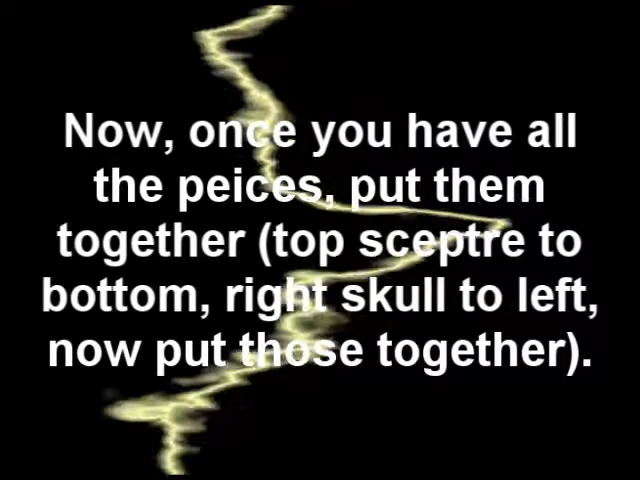 Now, once you have all
the peices, put them
together (top sceptre to
bottom, right skull to left,
now put those together).